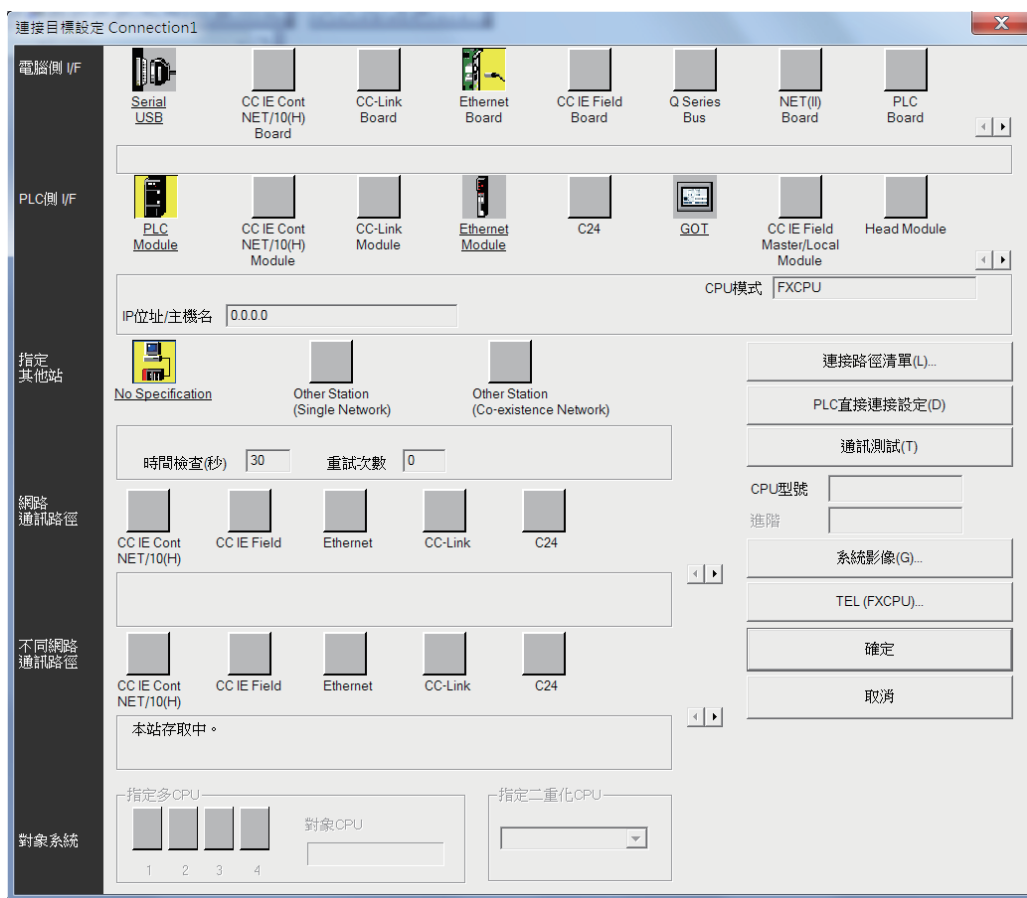 連接目標設定 Connection1
電腦側 I/F
Serial
USB
CC IE Cont
NET/10(H)
Board
CC-Link
Board
Ethernet
Board
CC IE Field
Board
Q Series
Bus
NET(II)
Board
PLC
Board
PLC側 I/F
PLC
Module
CC IE Cont
NET/10(H)
Module
CC-Link
Module
Ethernet
Module
C24
GOT
CC IE Field
Master/Local
Module
Head Module
CPU模式 FXCPU
IP位址/主機名 0.0.0.0
指定
其他站
No Specification
Other Station
(Single Network)
Other Station
(Co-existence Network)
連接路徑清單(L)...
PLC直接連接設定(D)
通訊測試(T)
時間檢查(秒) 30 重試次數 0
CPU型號
進階
網路
通訊路徑
CC IE Cont
NET/10(H)
CC IE Field
Ethernet
CC-Link
C24
系統影像(G)...
TEL (FXCPU)...
確定
取消
不同網路
通訊路徑
CC IE Cont
NET/10(H)
CC IE Field
Ethernet
CC-Link
C24
本站存取中。
對象系統
指定多CPU
1 2 3 4
對象CPU
指定二重化CPU